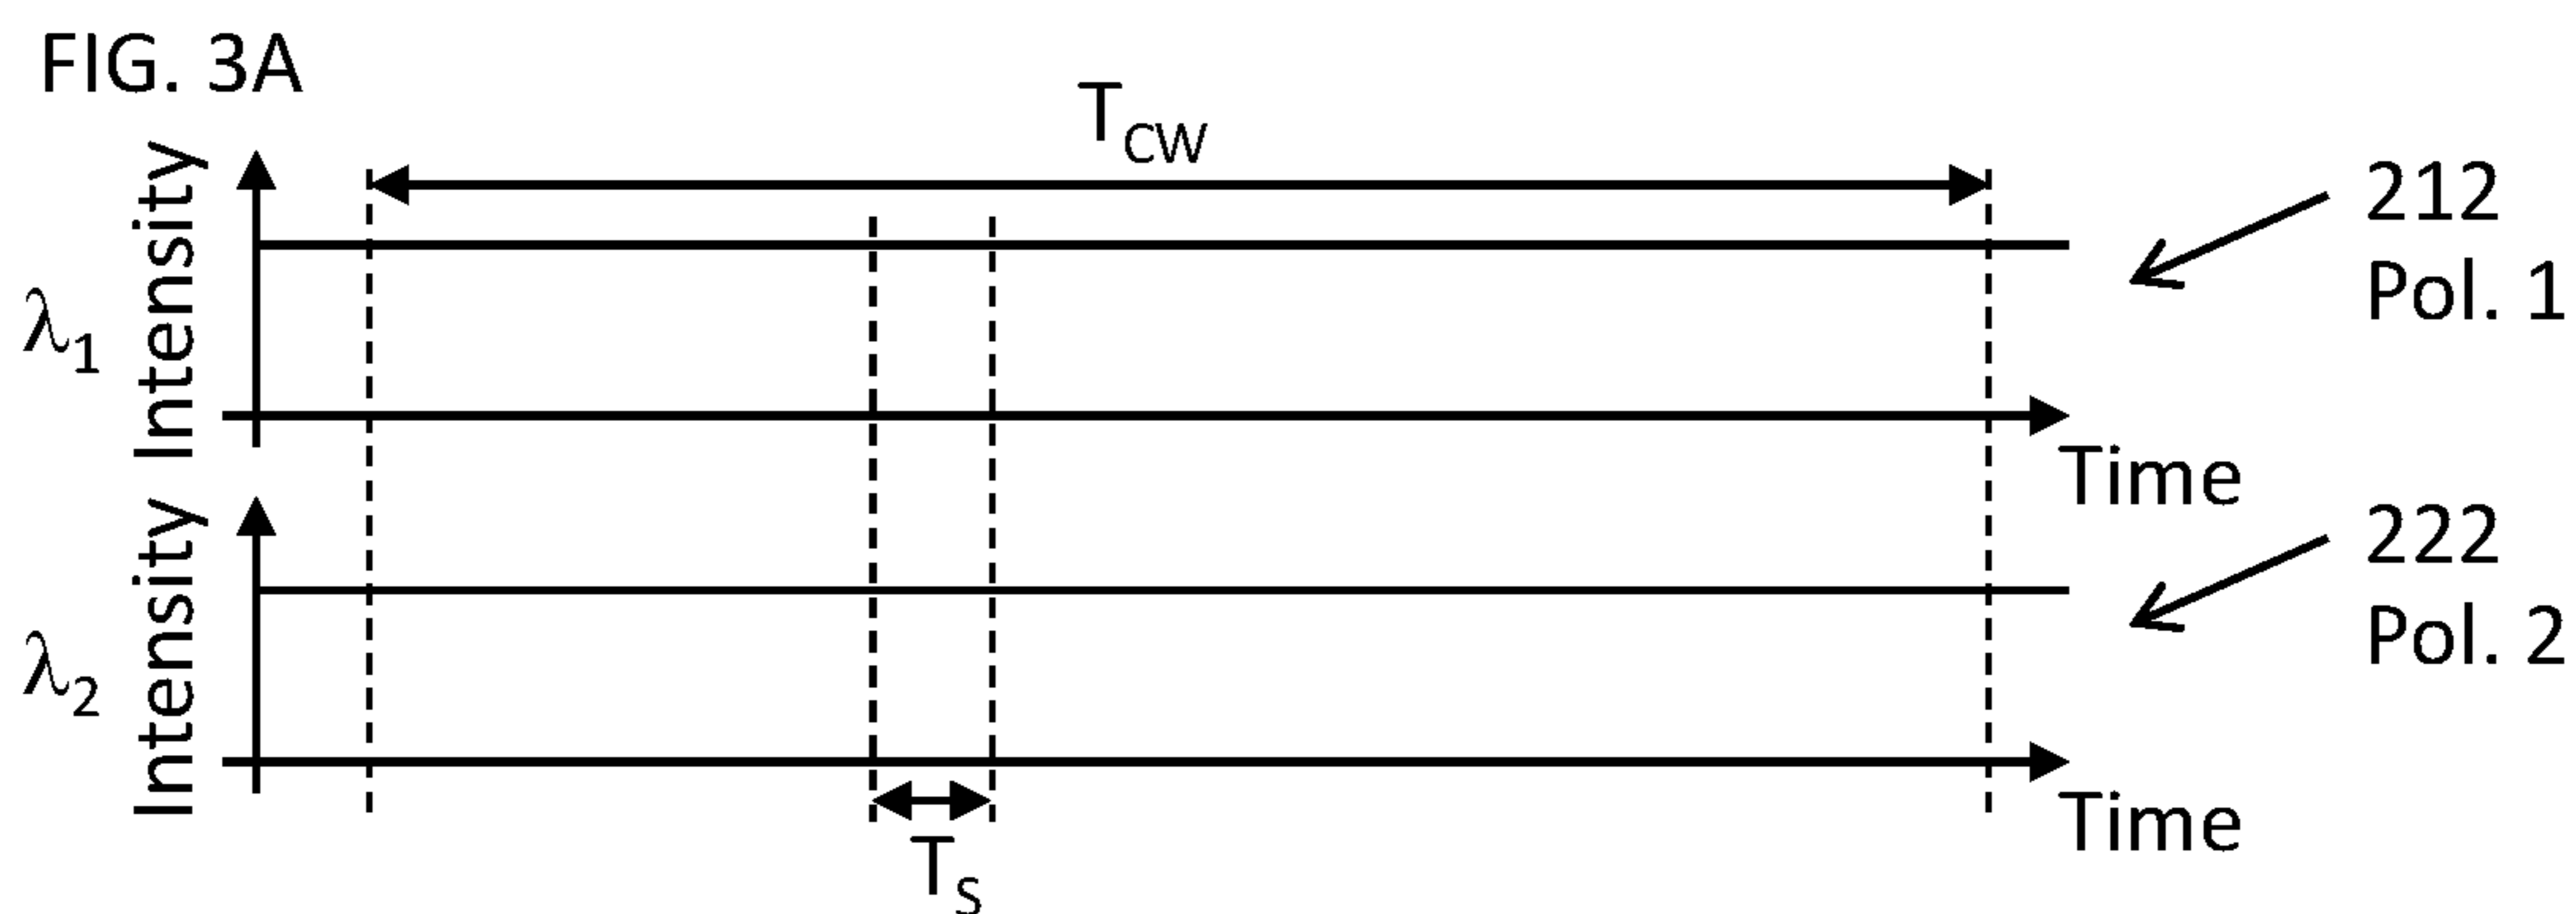 FIG. 3A
T_CW
λ₁
Intensity
212
Pol. 1
Time
λ₂
Intensity
222
Pol. 2
Time
T_S